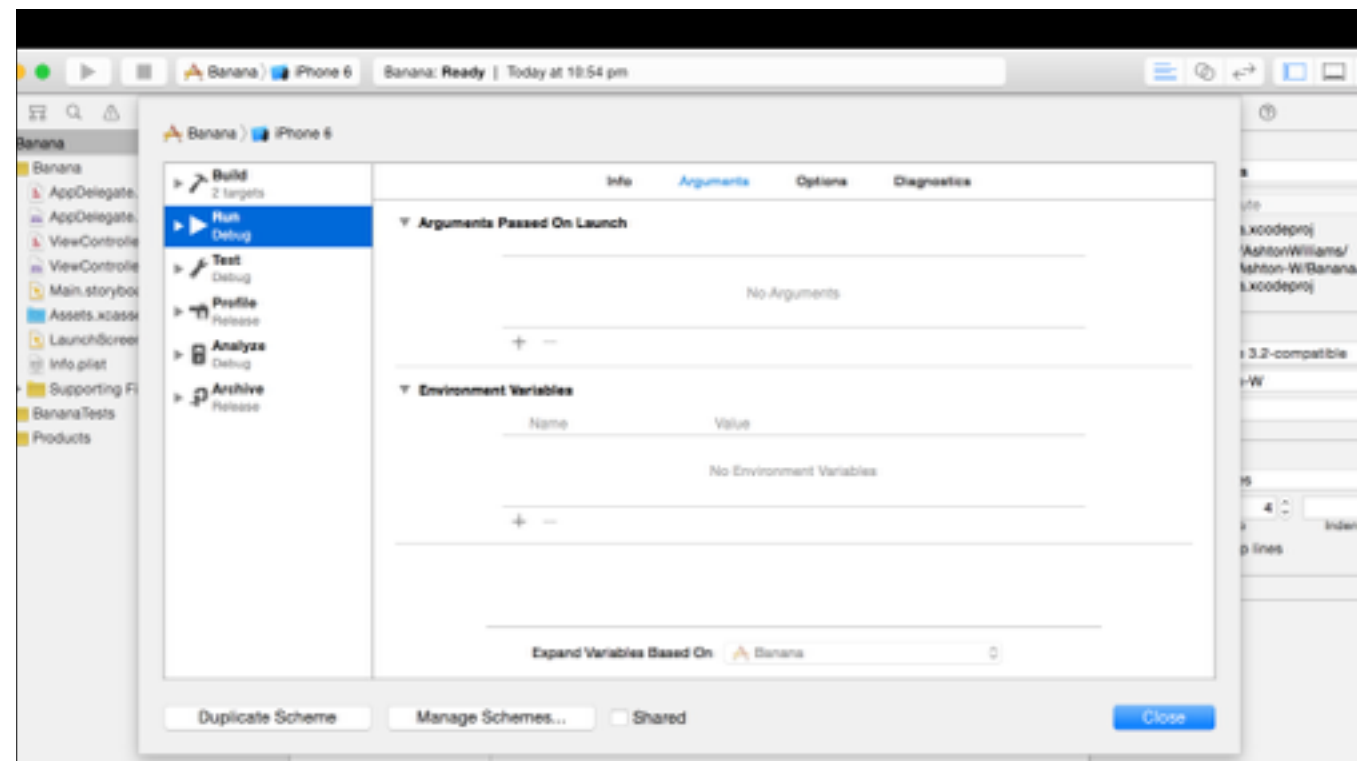 Banana iPhone 6 Banana: Ready | Today at 10:54 pm
Banana
Banana
AppDelegate.
AppDelegate.
ViewControlle
ViewControlle
Main.storyboa
Assets.xcasse
LaunchScreen
Info.plist
Supporting Fi
BananaTests
Products
Banana iPhone 6
Build
2 targets
Run
Debug
Test
Debug
Profile
Release
Analyze
Debug
Archive
Release
Info Arguments Options Diagnostics
Arguments Passed On Launch
No Arguments
+ −
Environment Variables
Name Value
No Environment Variables
+ −
Expand Variables Based On Banana
Duplicate Scheme Manage Schemes... Shared Close
s.xcodeproj
/AshtonWilliams/
Ashton-W/Banana/
s.xcodeproj
3.2-compatible
-W
4
Inden
p lines